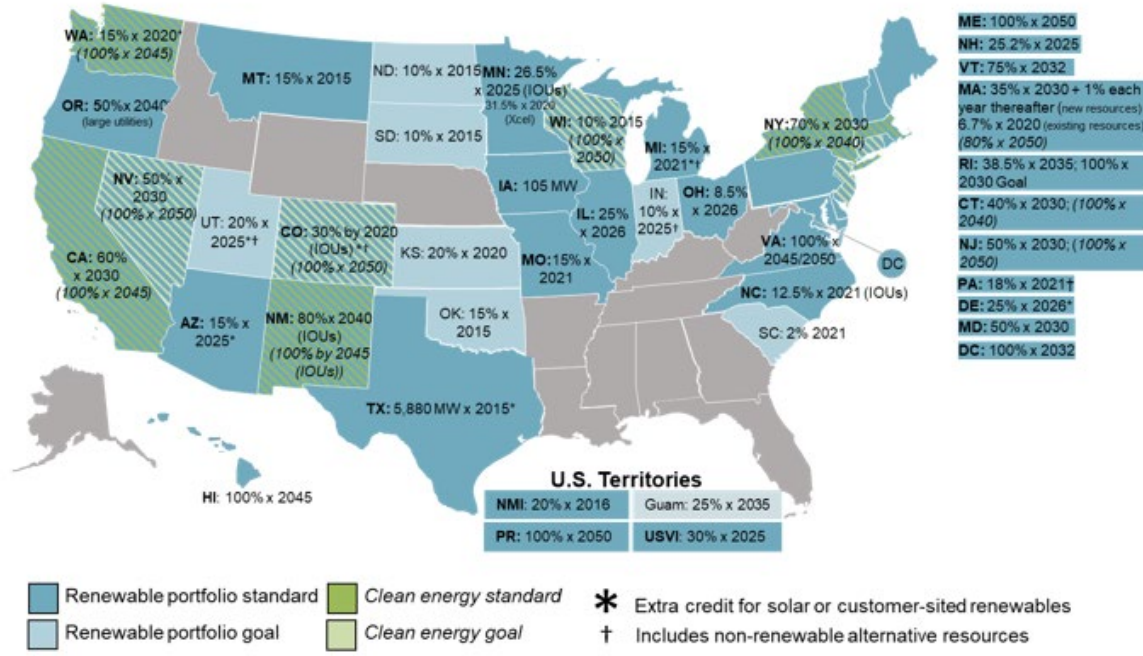 WA: 15% x 2020*
(100% x 2045)
MT: 15% x 2015
ND: 10% x 2015
MN: 26.5%
x 2025 (IOUs)
31.5% x 2020
(Xcel)
OR: 50% x 2040
(large utilities)
SD: 10% x 2015
WI: 10% 2015
(100% x
2050)
MI: 15% x
2021*†
NY:70% x 2030
(100% x 2040)
NV: 50% x
2030
(100% x 2050)
UT: 20% x
2025*†
CO: 30% by 2020
(IOUs) *†
(100% x 2050)
IA: 105 MW
IL: 25%
x 2026
IN:
10% x
2025†
OH: 8.5%
x 2026
CA: 60%
x 2030
(100% x 2045)
KS: 20% x 2020
MO:15% x
2021
VA: 100% x
2045/2050
DC
NC: 12.5% x 2021 (IOUs)
AZ: 15% x
2025*
NM: 80%x 2040
(IOUs)
(100% by 2045
(IOUs))
OK: 15% x
2015
SC: 2% 2021
TX: 5,880 MW x 2015*
HI: 100% x 2045
ME: 100% x 2050
NH: 25.2% x 2025
VT: 75% x 2032
MA: 35% x 2030 + 1% each
year thereafter (new resources)
6.7% x 2020 (existing resources)
(80% x 2050)
RI: 38.5% x 2035; 100% x
2030 Goal
CT: 40% x 2030; (100% x
2040)
NJ: 50% x 2030; (100% x
2050)
PA: 18% x 2021†
DE: 25% x 2026*
MD: 50% x 2030
DC: 100% x 2032
U.S. Territories
NMI: 20% x 2016
Guam: 25% x 2035
PR: 100% x 2050
USVI: 30% x 2025
Renewable portfolio standard
Clean energy standard
* Extra credit for solar or customer-sited renewables
Renewable portfolio goal
Clean energy goal
† Includes non-renewable alternative resources